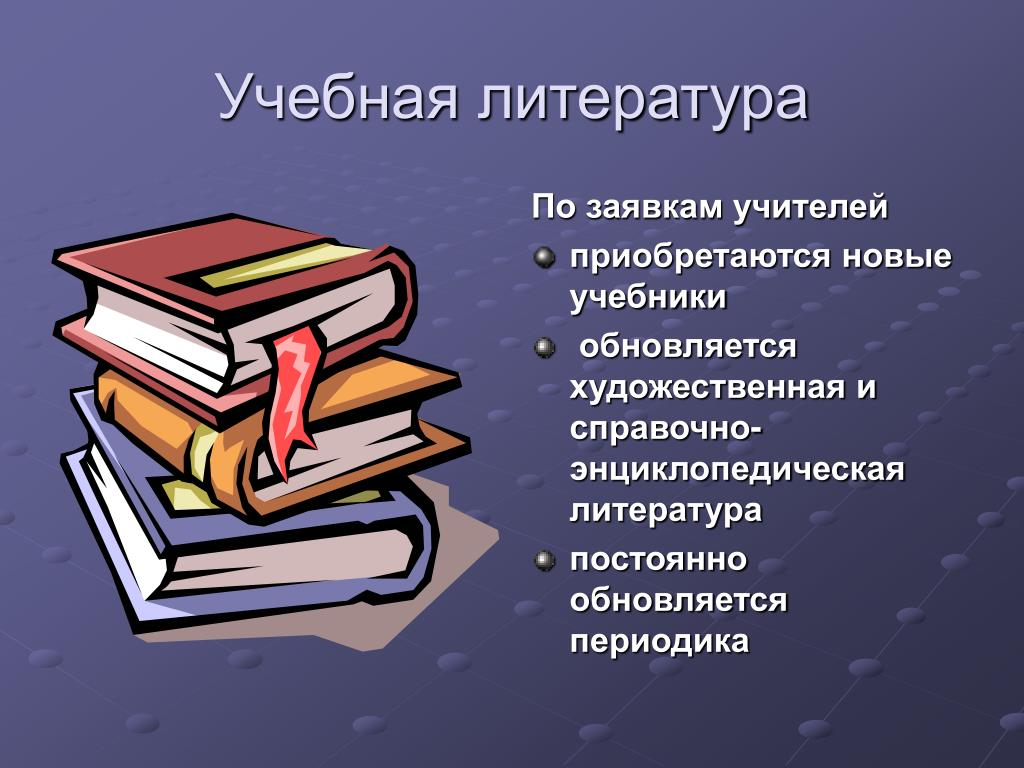 Учебная литература
По заявкам учителей
приобретаются новые
учебники
обновляется
художественная и
справочно-
энциклопедическая
литература
постоянно
обновляется
периодика